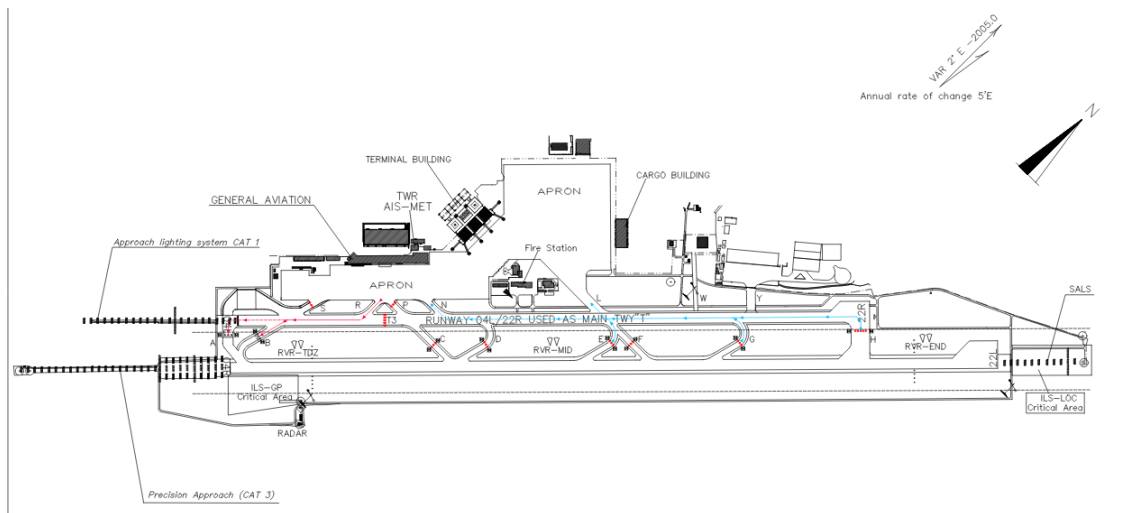 VAR 2° E -2005.0
Annual rate of change 5'E
N
TERMINAL BUILDING
APRON
CARGO BUILDING
GENERAL AVIATION
TWR
AIS-MET
Approach lighting system CAT 1
Fire Station
APRON
SALS
L
W
Y
S
R
P
N
T3
RUNWAY 04L/22R USED AS MAIN TWY"T"
22R
A
B
C
D
E
F
G
H
RVR-TDZ
RVR-MID
RVR-END
22L
ILS-GP
Critical Area
ILS-LOC
Critical Area
RADAR
Precision Approach (CAT 3)